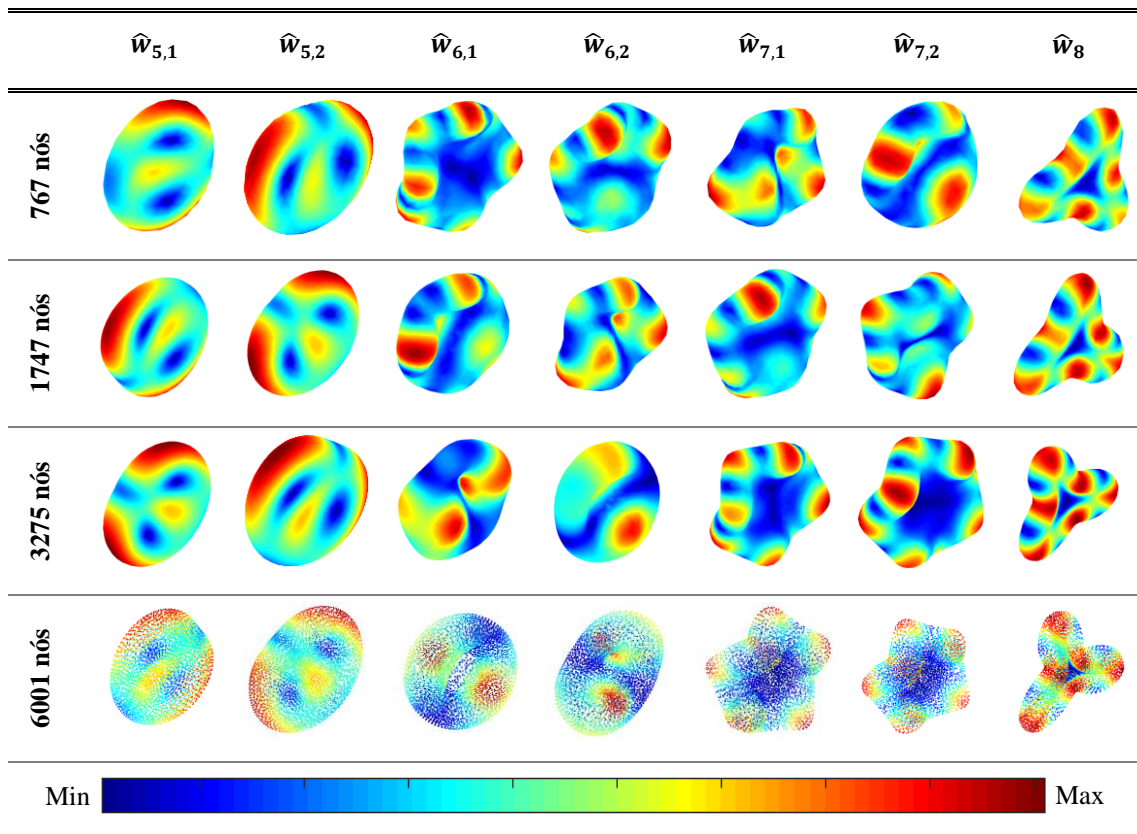 ŵ5,1 ŵ5,2 ŵ6,1 ŵ6,2 ŵ7,1 ŵ7,2 ŵ8
767 nós
1747 nós
3275 nós
6001 nós
Min Max